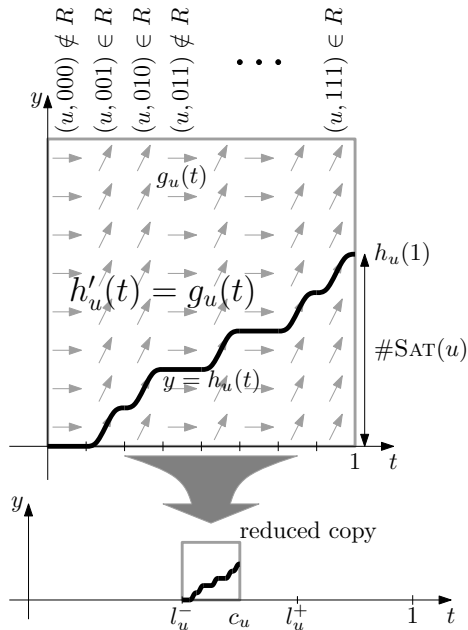 (u, 000) ∉ R
(u, 001) ∈ R
(u, 010) ∈ R
(u, 011) ∉ R
• • •
(u, 111) ∈ R
y
g_u(t)
h_u(1)
h'_u(t) = g_u(t)
#SAT(u)
y = h_u(t)
1
t
y
reduced copy
l_u^-
c_u
l_u^+
1
t